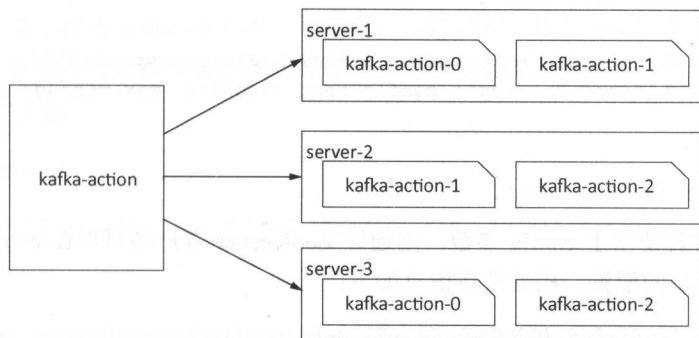 server-1
kafka-action-0
kafka-action-1
kafka-action
server-2
kafka-action-1
kafka-action-2
server-3
kafka-action-0
kafka-action-2